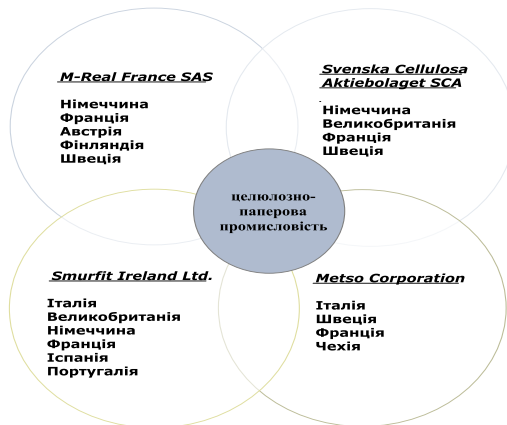 M-Real France SAS
Німеччина
Франція
Австрія
Фінляндія
Швеція
Svenska Cellulosa
Aktiebolaget SCA
Німеччина
Великобританія
Франція
Швеція
целюлозно-
паперова
промисловість
Smurfit Ireland Ltd.
Італія
Великобританія
Німеччина
Франція
Іспанія
Португалія
Metso Corporation
Італія
Швеція
Франція
Чехія